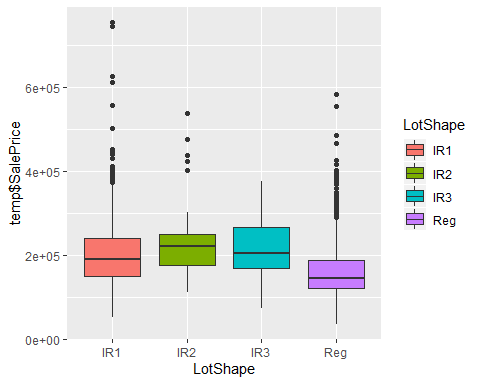 temp$SalePrice
6e+05
4e+05
2e+05
0e+00
IR1
IR2
IR3
Reg
LotShape
LotShape
IR1
IR2
IR3
Reg